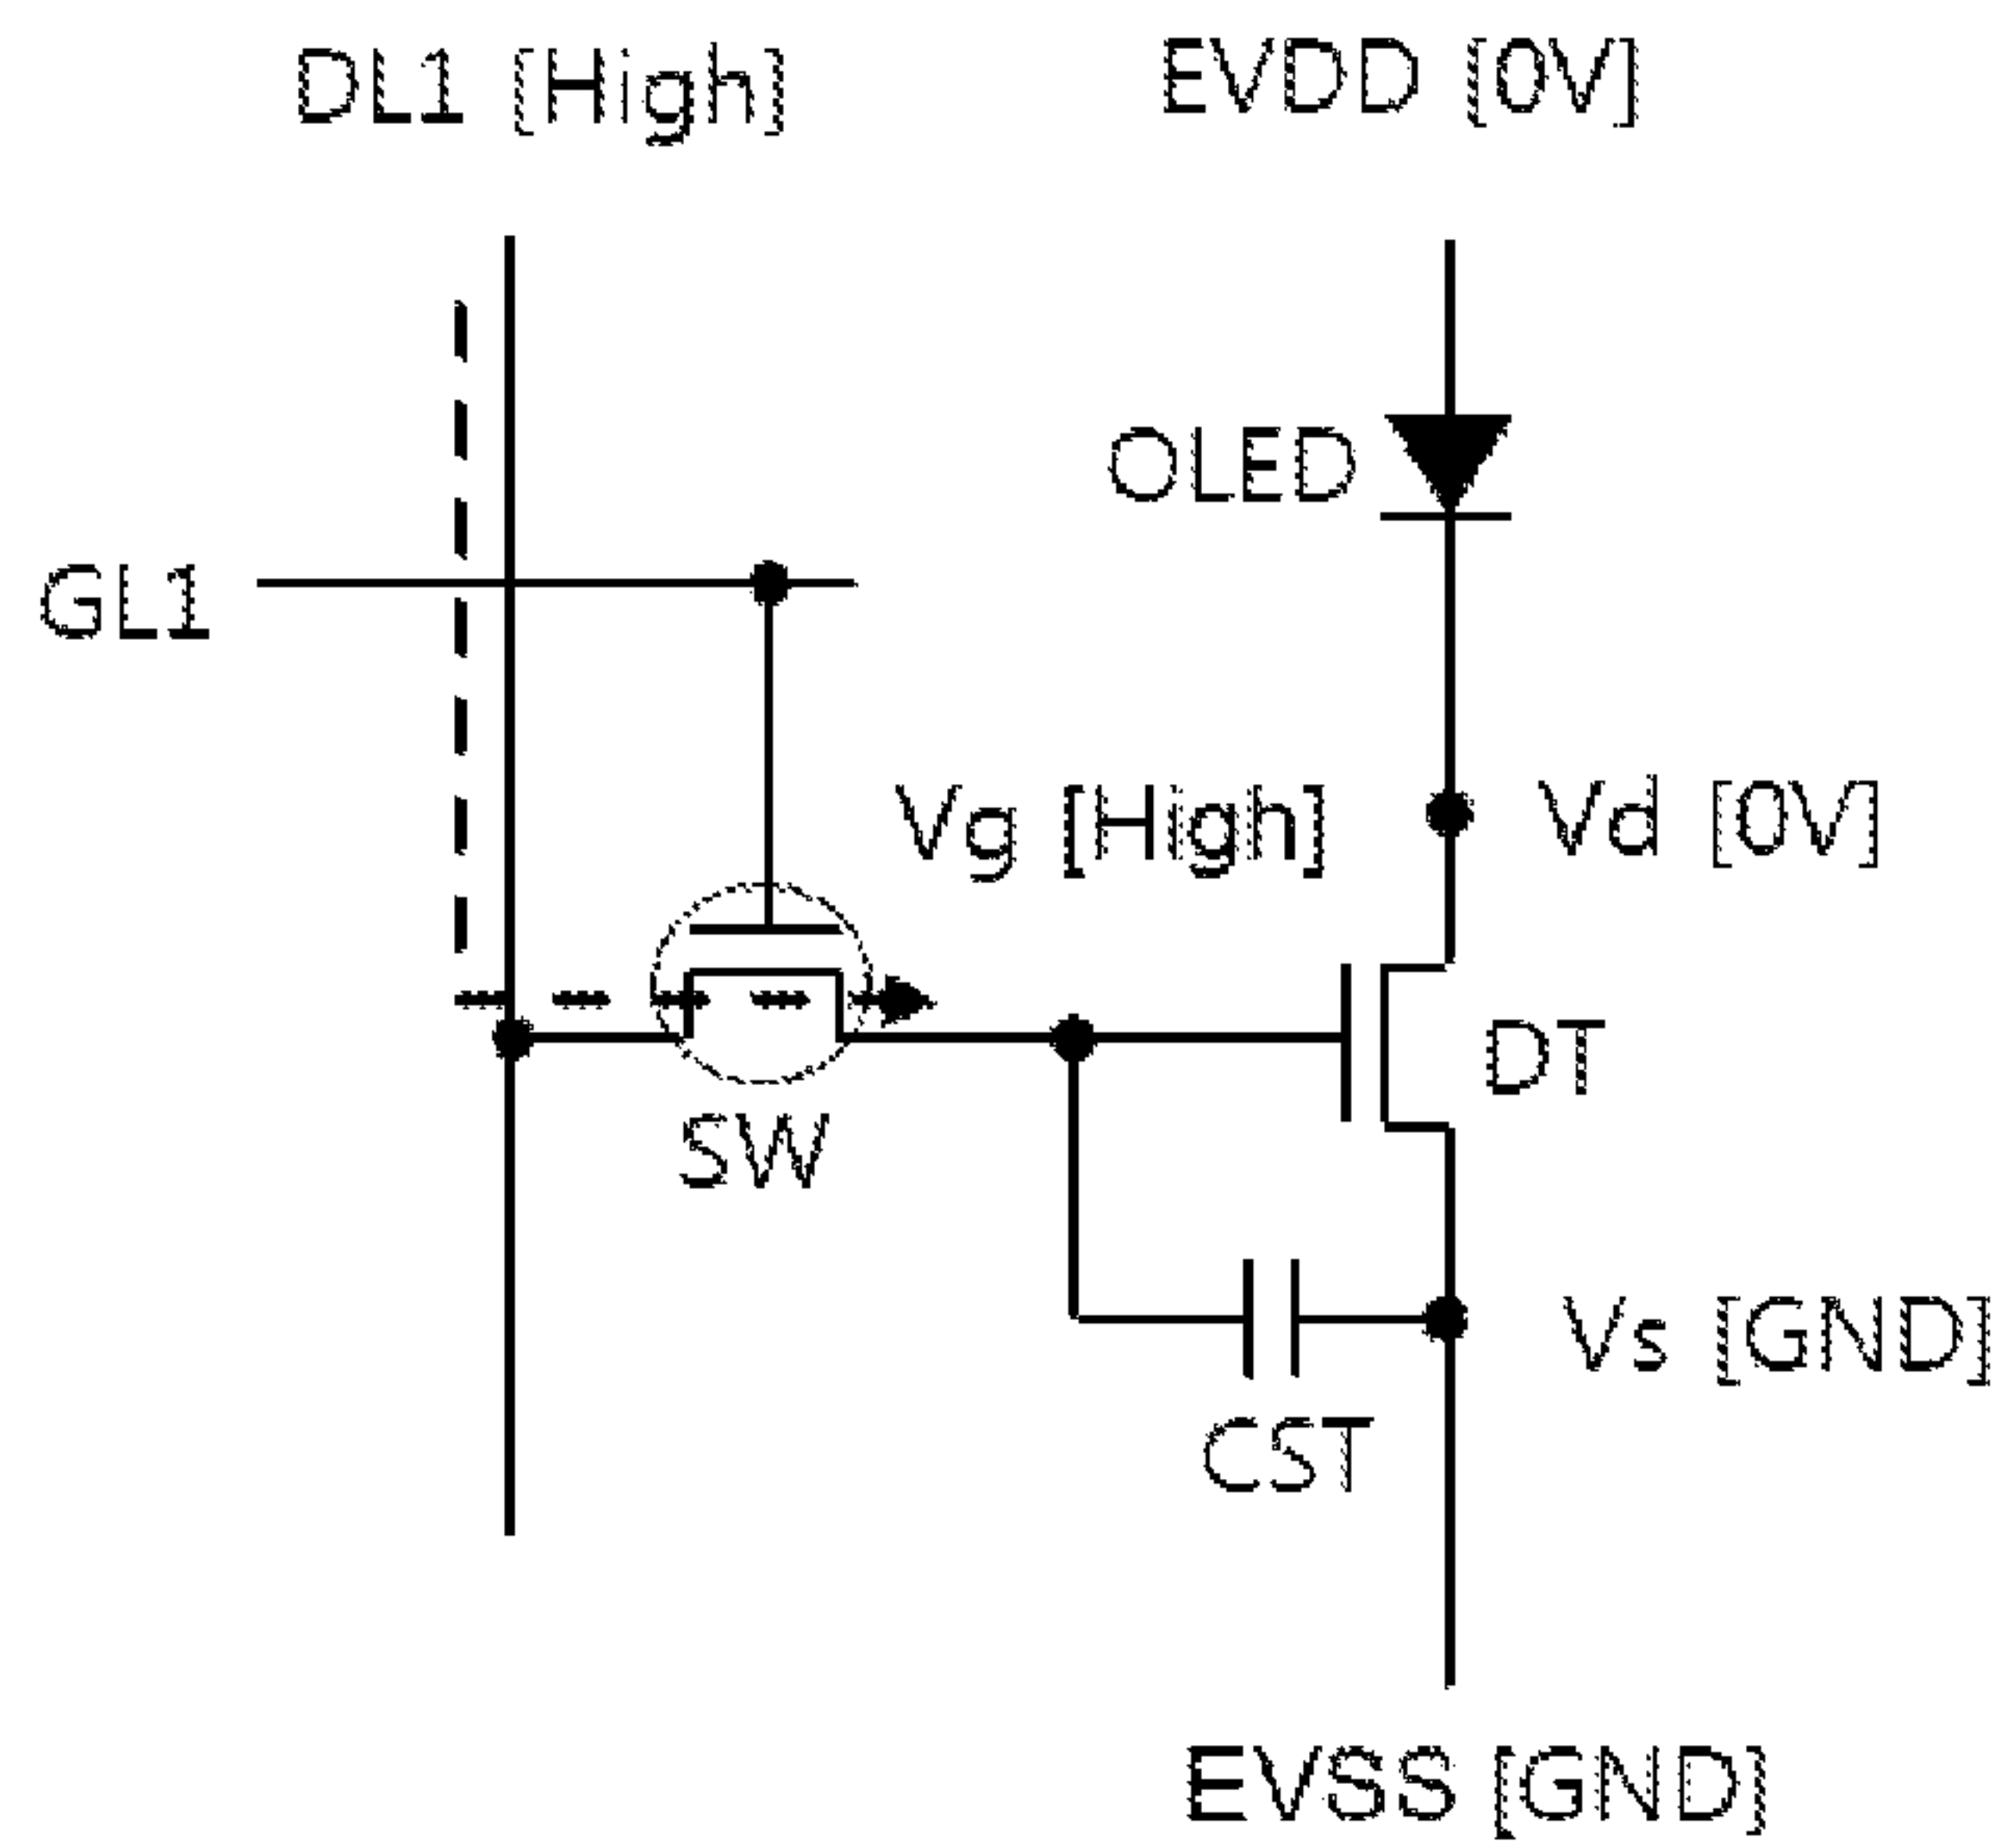 DL1 [High]
EVDD [0V]
OLED
GL1
Vg [High]
Vd [0V]
DT
SW
Vs [GND]
CST
EVSS [GND]